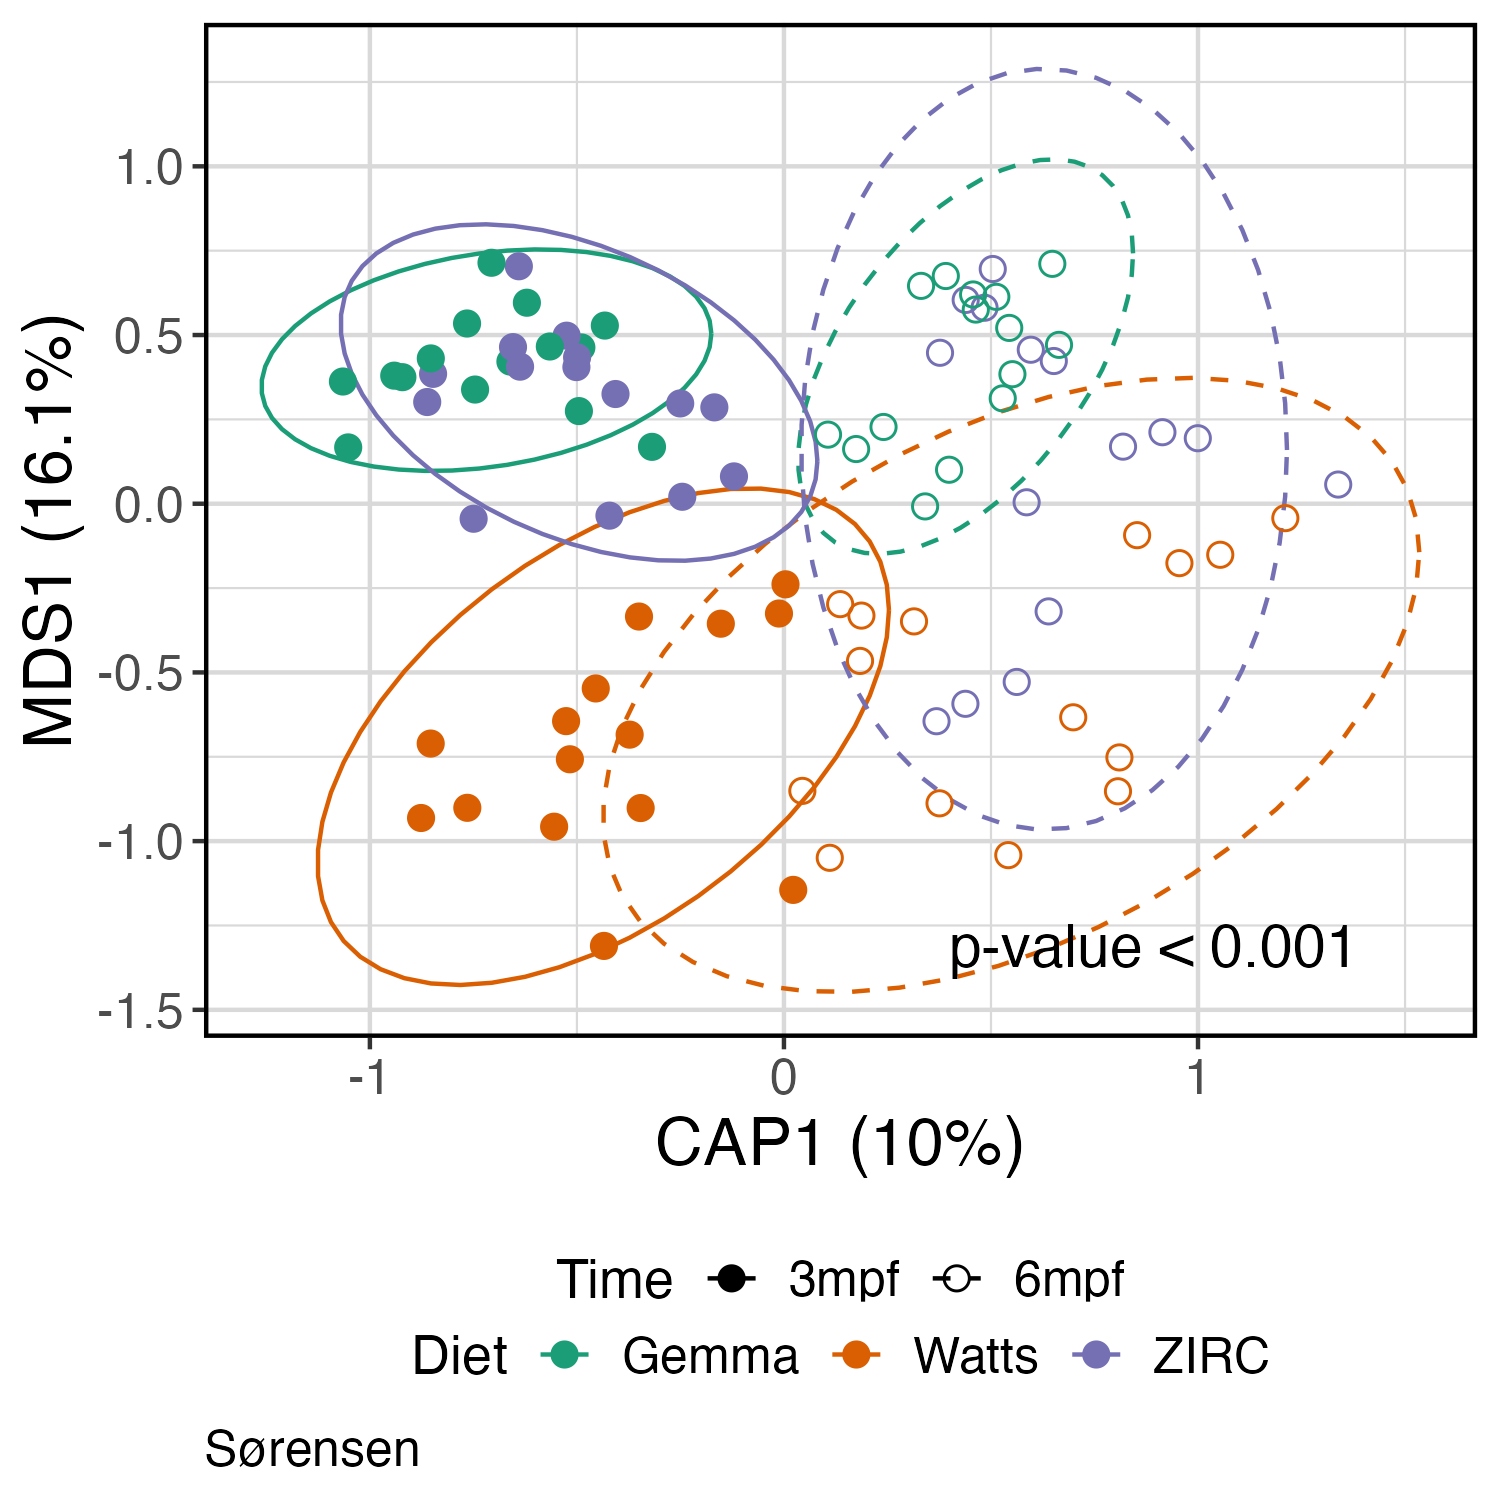 1.0
0.5
0.0
-0.5
-1.0
-1.5
MDS1 (16.1%)
p-value < 0.001
-1 0 1
CAP1 (10%)
Time 3mpf 6mpf
Diet Gemma Watts ZIRC
Sørensen